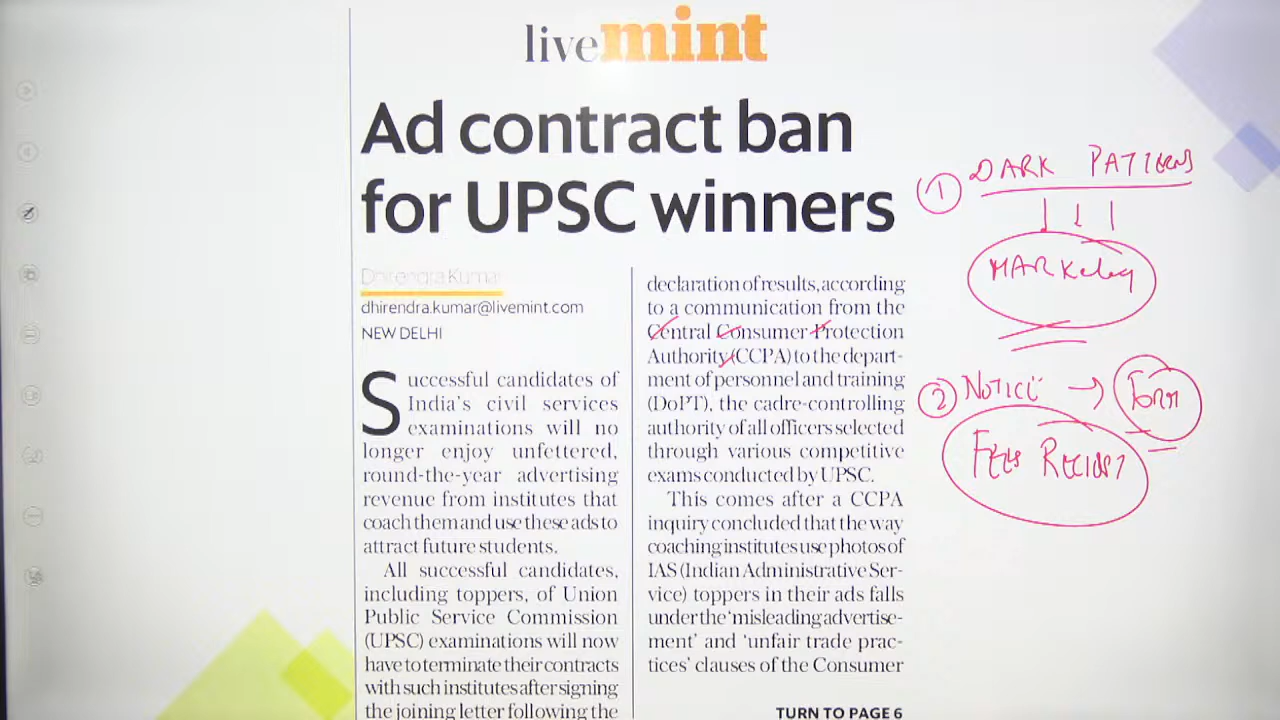 livemint
Ad contract ban
for UPSC winners
Dhirendra Kumar
dhirendra.kumar@livemint.com
NEW DELHI
Successful candidates of
India's civil services
examinations will no
longer enjoy unfettered,
round-the-year advertising
revenue from institutes that
coach them and use these ads to
attract future students.
All successful candidates,
including toppers, of Union
Public Service Commission
(UPSC) examinations will now
have to terminate their contracts
with such institutes after signing
the joining letter following the
declaration of results, according
to a communication from the
Central Consumer Protection
Authority (CCPA) to the depart-
ment of personnel and training
(DoPT), the cadre-controlling
authority of all officers selected
through various competitive
exams conducted by UPSC.
This comes after a CCPA
inquiry concluded that the way
coaching institutes use photos of
IAS (Indian Administrative Ser-
vice) toppers in their ads falls
under the 'misleading advertise-
ment' and 'unfair trade prac-
tices' clauses of the Consumer
TURN TO PAGE 6
1 DARK PATTERNS
MARKeting
2 NOTICE → FORM
FEES